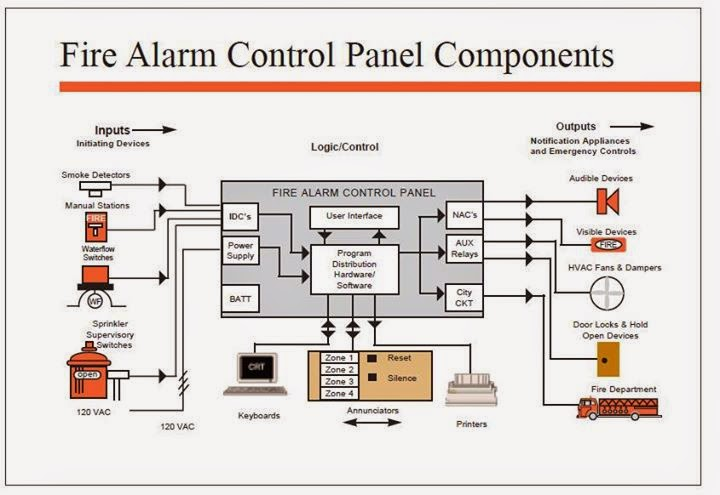 Fire Alarm Control Panel Components
Inputs
Initiating Devices
Logic/Control
Outputs
Notification Appliances
and Emergency Controls
Smoke Detectors
Manual Stations
FIRE
Waterflow
Switches
WF
Sprinkler
Supervisory
Switches
open
120 VAC
120 VAC
FIRE ALARM CONTROL PANEL
IDC's
Power
Supply
BATT
User Interface
Program
Distribution
Hardware/
Software
NAC's
AUX
Relays
City
CKT
CRT
Keyboards
Zone 1
Zone 2
Zone 3
Zone 4
Reset
Silence
Annunciators
Printers
Audible Devices
Visible Devices
FIRE
HVAC Fans & Dampers
Door Locks & Hold
Open Devices
Fire Department